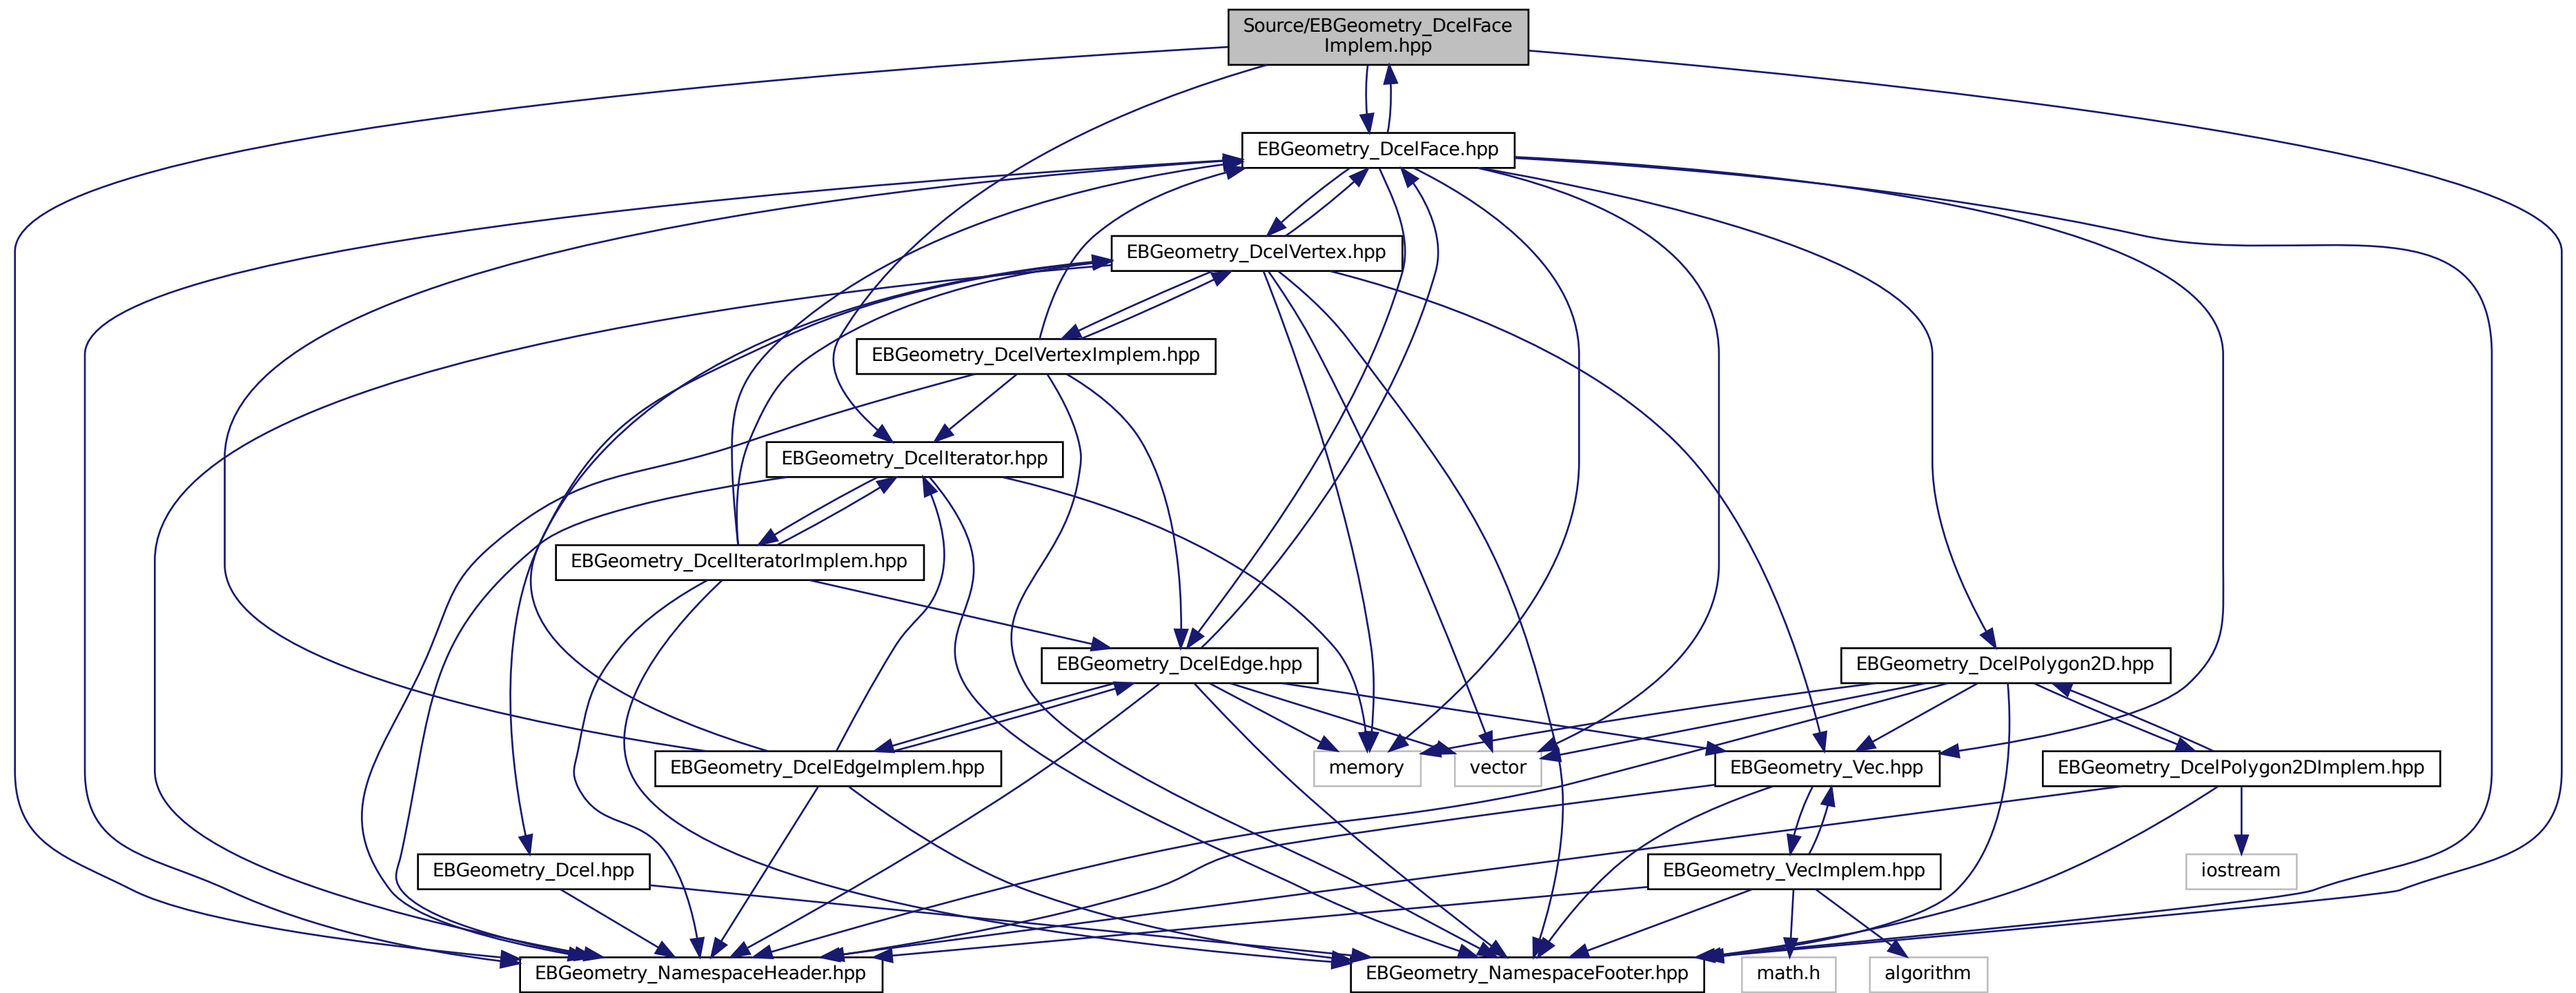 Source/EBGeometry_DcelFace
Implem.hpp
EBGeometry_DcelFace.hpp
EBGeometry_DcelVertex.hpp
EBGeometry_DcelVertexImplem.hpp
EBGeometry_DcelIterator.hpp
EBGeometry_DcelIteratorImplem.hpp
EBGeometry_DcelEdge.hpp
EBGeometry_DcelPolygon2D.hpp
EBGeometry_DcelEdgeImplem.hpp
memory
vector
EBGeometry_Vec.hpp
EBGeometry_DcelPolygon2DImplem.hpp
EBGeometry_Dcel.hpp
EBGeometry_VecImplem.hpp
iostream
EBGeometry_NamespaceHeader.hpp
EBGeometry_NamespaceFooter.hpp
math.h
algorithm